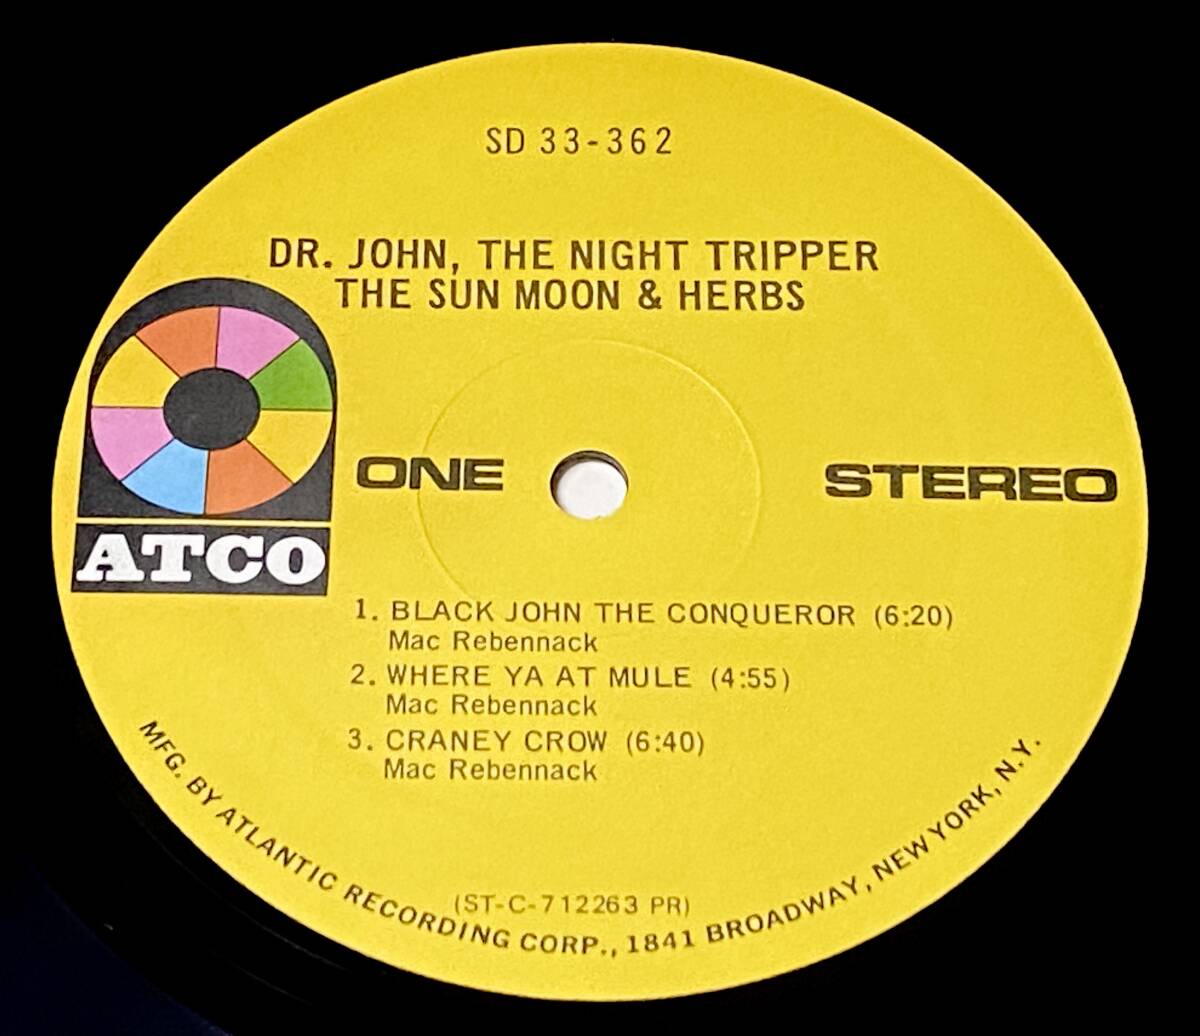 SD 33-362
DR. JOHN, THE NIGHT TRIPPER
THE SUN MOON & HERBS
ATCO
ONE
STEREO
1. BLACK JOHN THE CONQUEROR (6:20)
Mac Rebennack
2. WHERE YA AT MULE (4:55)
Mac Rebennack
3. CRANEY CROW (6:40)
Mac Rebennack
(ST-C-712263 PR)
MFG. BY ATLANTIC RECORDING CORP., 1841 BROADWAY, NEW YORK, N.Y.